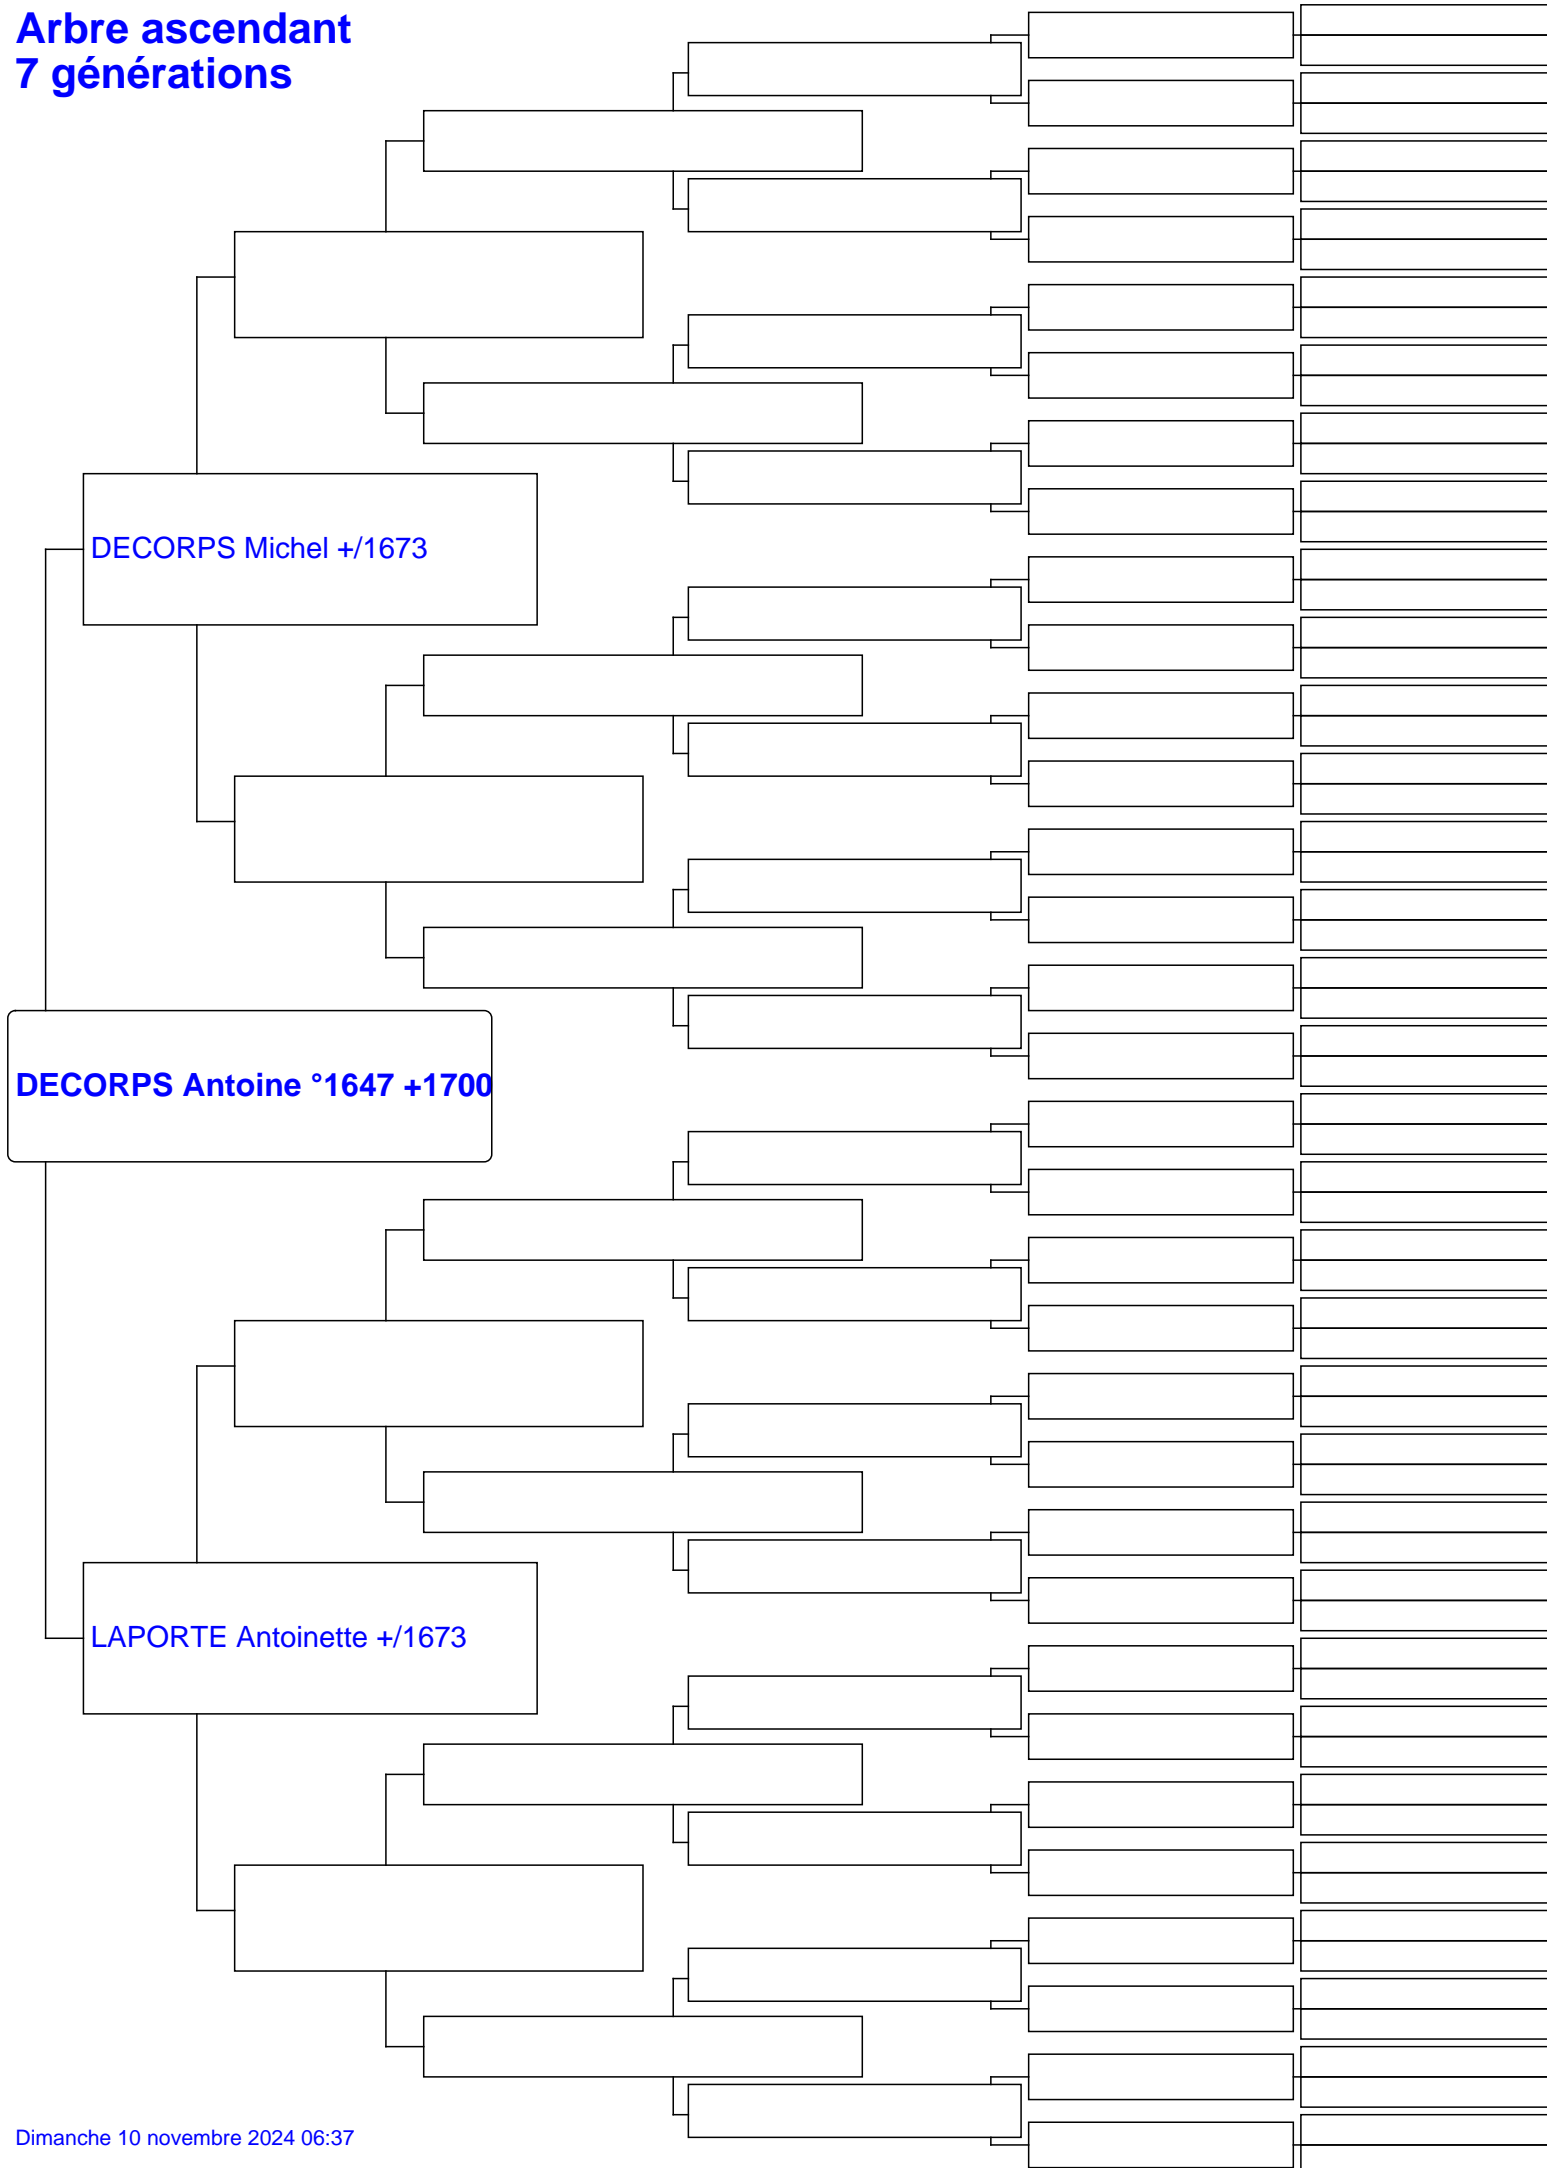 Arbre ascendant
7 générations
DECORPS Michel +/1673
DECORPS Antoine °1647 +1700
LAPORTE Antoinette +/1673
Dimanche 10 novembre 2024 06:37